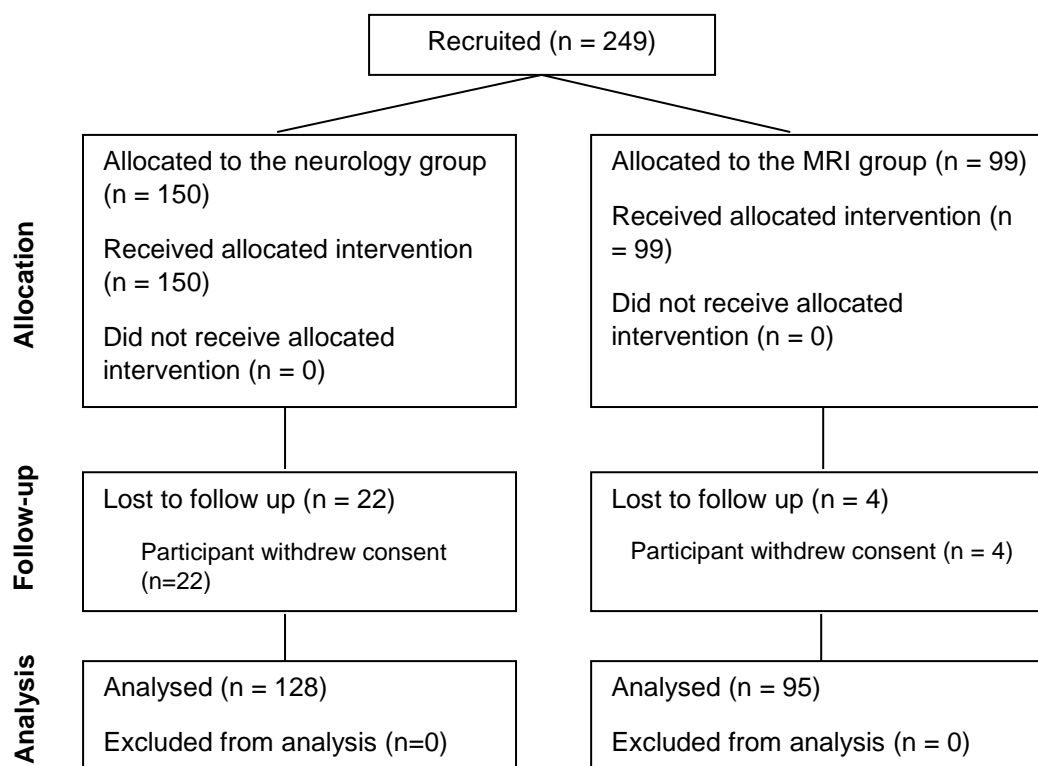 Recruited (n = 249)
Allocation
Allocated to the neurology group
(n = 150)
Received allocated intervention
(n = 150)
Did not receive allocated
intervention (n = 0)
Allocated to the MRI group (n = 99)
Received allocated intervention (n
= 99)
Did not receive allocated
intervention (n = 0)
Follow-up
Lost to follow up (n = 22)
Participant withdrew consent
(n=22)
Lost to follow up (n = 4)
Participant withdrew consent (n = 4)
Analysis
Analysed (n = 128)
Excluded from analysis (n=0)
Analysed (n = 95)
Excluded from analysis (n = 0)